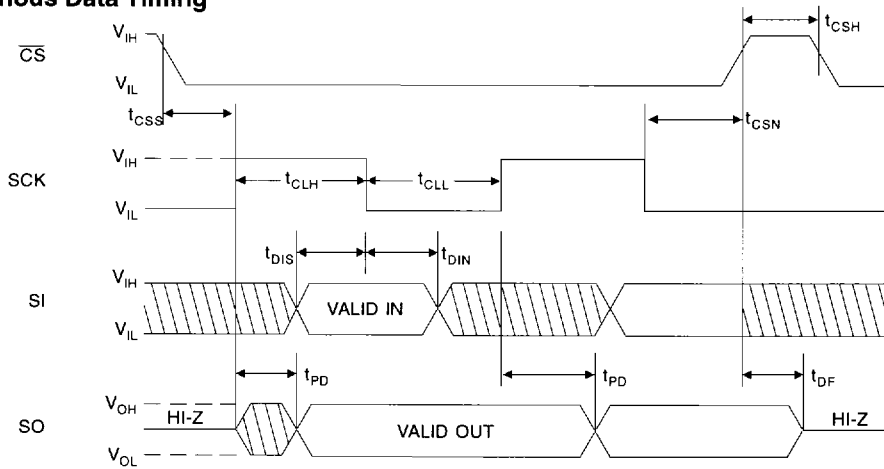 nous Data Timing
CS
V_IH
V_IL
t_CSS
t_CSN
t_CSH
SCK
V_IH
V_IL
t_CLH
t_CLL
SI
V_IH
V_IL
t_DIS
t_DIN
VALID IN
SO
V_OH
V_OL
HI-Z
t_PD
VALID OUT
t_PD
t_DF
HI-Z